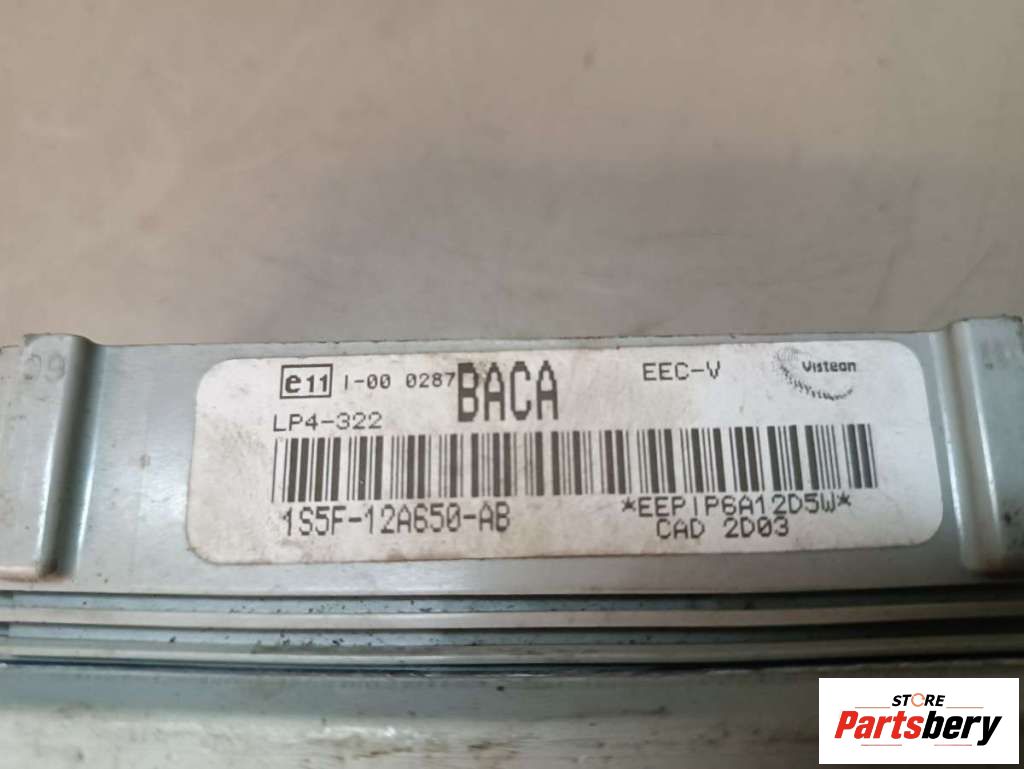 e11 I-00 0287 BACA EEC-V Visteon
LP4-322
1S5F-12A650-AB *EEPIP6A12D5W*
CAD 2D03
STORE
Partsbery